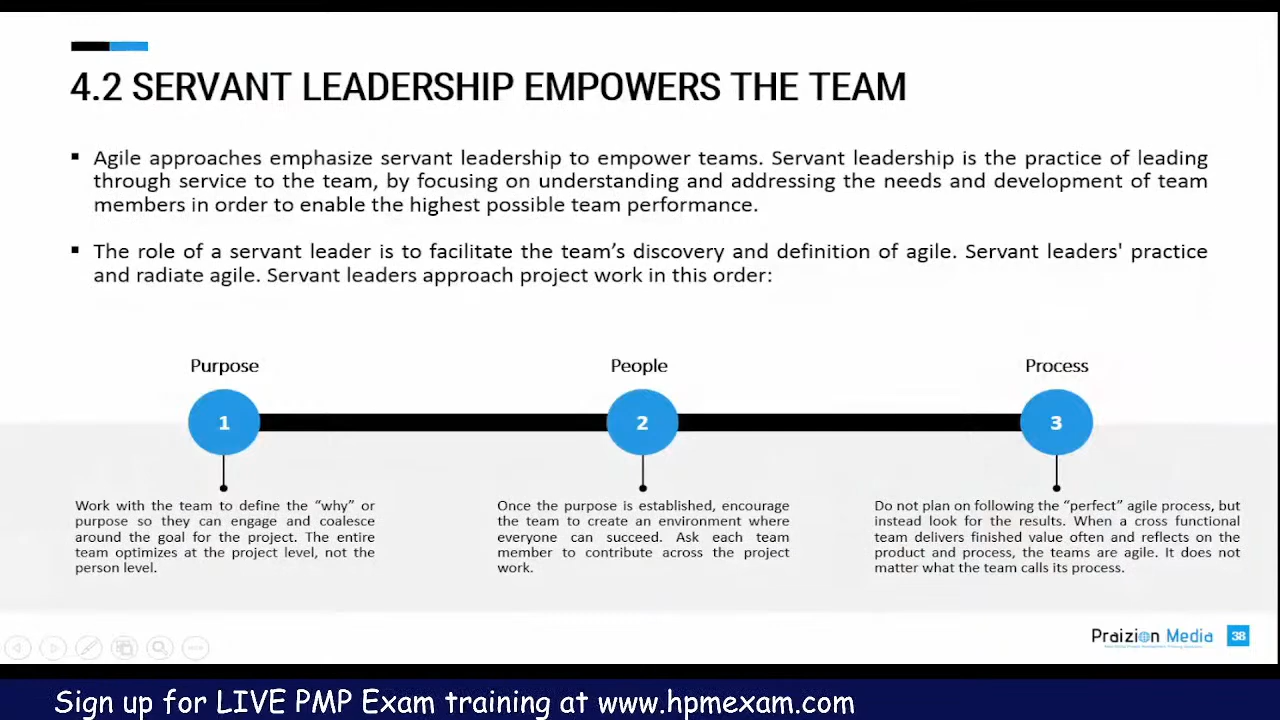 4.2 SERVANT LEADERSHIP EMPOWERS THE TEAM
▪ Agile approaches emphasize servant leadership to empower teams. Servant leadership is the practice of leading
through service to the team, by focusing on understanding and addressing the needs and development of team
members in order to enable the highest possible team performance.
▪ The role of a servant leader is to facilitate the team's discovery and definition of agile. Servant leaders' practice
and radiate agile. Servant leaders approach project work in this order:
Purpose
1
Work with the team to define the “why” or
purpose so they can engage and coalesce
around the goal for the project. The entire
team optimizes at the project level, not the
person level.
People
2
Once the purpose is established, encourage
the team to create an environment where
everyone can succeed. Ask each team
member to contribute across the project
work.
Process
3
Do not plan on following the “perfect” agile process, but
instead look for the results. When a cross functional
team delivers finished value often and reflects on the
product and process, the teams are agile. It does not
matter what the team calls its process.
Praizion Media
38
Sign up for LIVE PMP Exam training at www.hpmexam.com